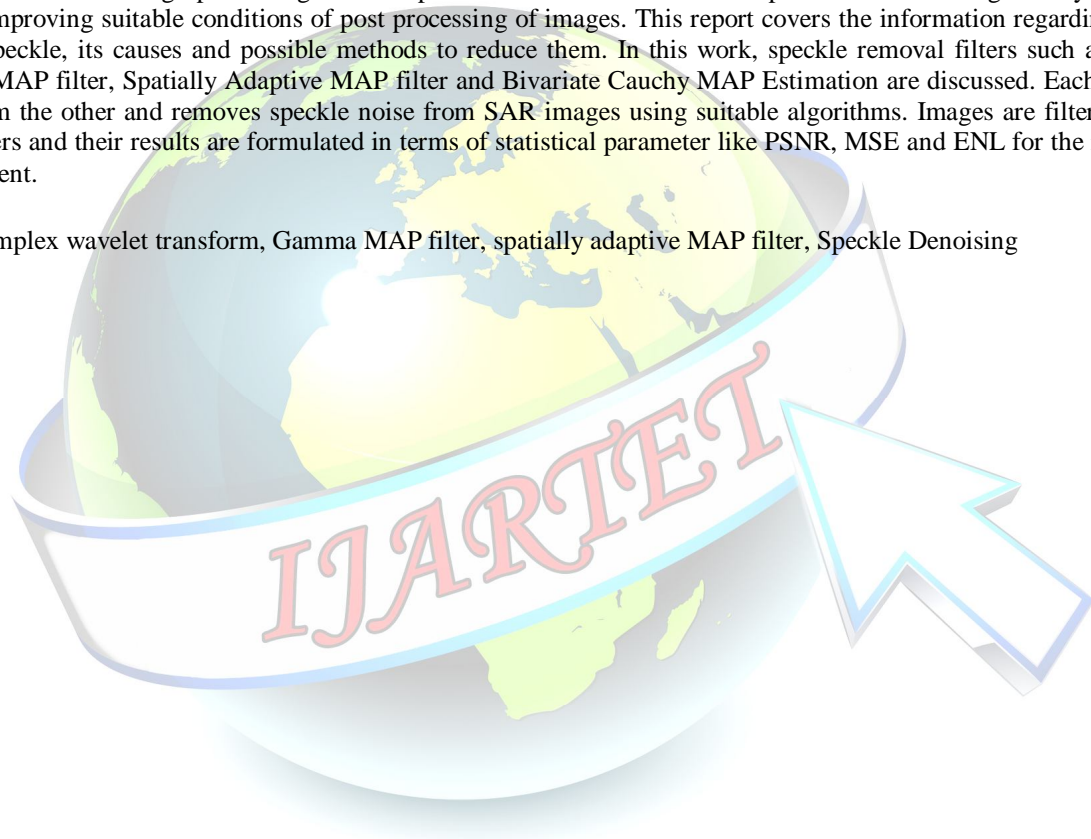 mproving suitable conditions of post processing of images. This report covers the information regardi
peckle, its causes and possible methods to reduce them. In this work, speckle removal filters such a
MAP filter, Spatially Adaptive MAP filter and Bivariate Cauchy MAP Estimation are discussed. Each
m the other and removes speckle noise from SAR images using suitable algorithms. Images are filter
ers and their results are formulated in terms of statistical parameter like PSNR, MSE and ENL for the
ent.
mplex wavelet transform, Gamma MAP filter, spatially adaptive MAP filter, Speckle Denoising
IJARTET